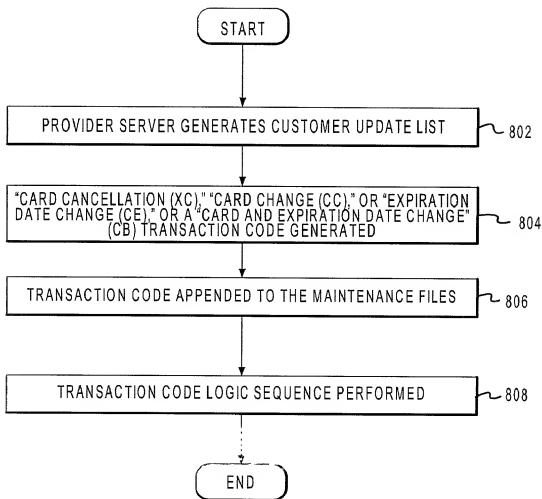 START
PROVIDER SERVER GENERATES CUSTOMER UPDATE LIST
802
"CARD CANCELLATION (XC)," "CARD CHANGE (CC)," OR "EXPIRATION
DATE CHANGE (CE)," OR A "CARD AND EXPIRATION DATE CHANGE"
(CB) TRANSACTION CODE GENERATED
804
TRANSACTION CODE APPENDED TO THE MAINTENANCE FILES
806
TRANSACTION CODE LOGIC SEQUENCE PERFORMED
808
END